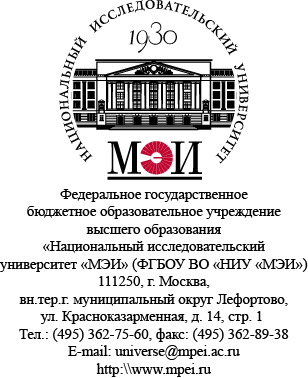 НАЦИОНАЛЬНЫЙ ИССЛЕДОВАТЕЛЬСКИЙ УНИВЕРСИТЕТ
1930
МЭИ
Федеральное государственное
бюджетное образовательное учреждение
высшего образования
«Национальный исследовательский
университет «МЭИ» (ФГБОУ ВО «НИУ «МЭИ»)
111250, г. Москва,
вн.тер.г. муниципальный округ Лефортово,
ул. Красноказарменная, д. 14, стр. 1
Тел.: (495) 362-75-60, факс: (495) 362-89-38
E-mail: universe@mpei.ac.ru
http:\\www.mpei.ru